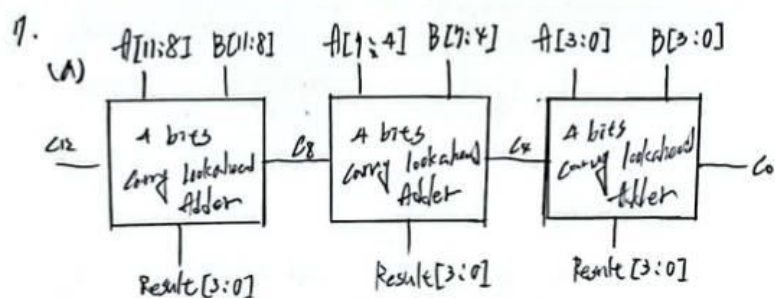 7.
(A)
A[11:8] B[11:8] A[7:4] B[7:4] A[3:0] B[3:0]
C12 4 bits carry lookahead Adder C8 4 bits carry lookahead Adder C4 4 bits carry lookahead Adder C0
Result[3:0] Result[3:0] Result[3:0]